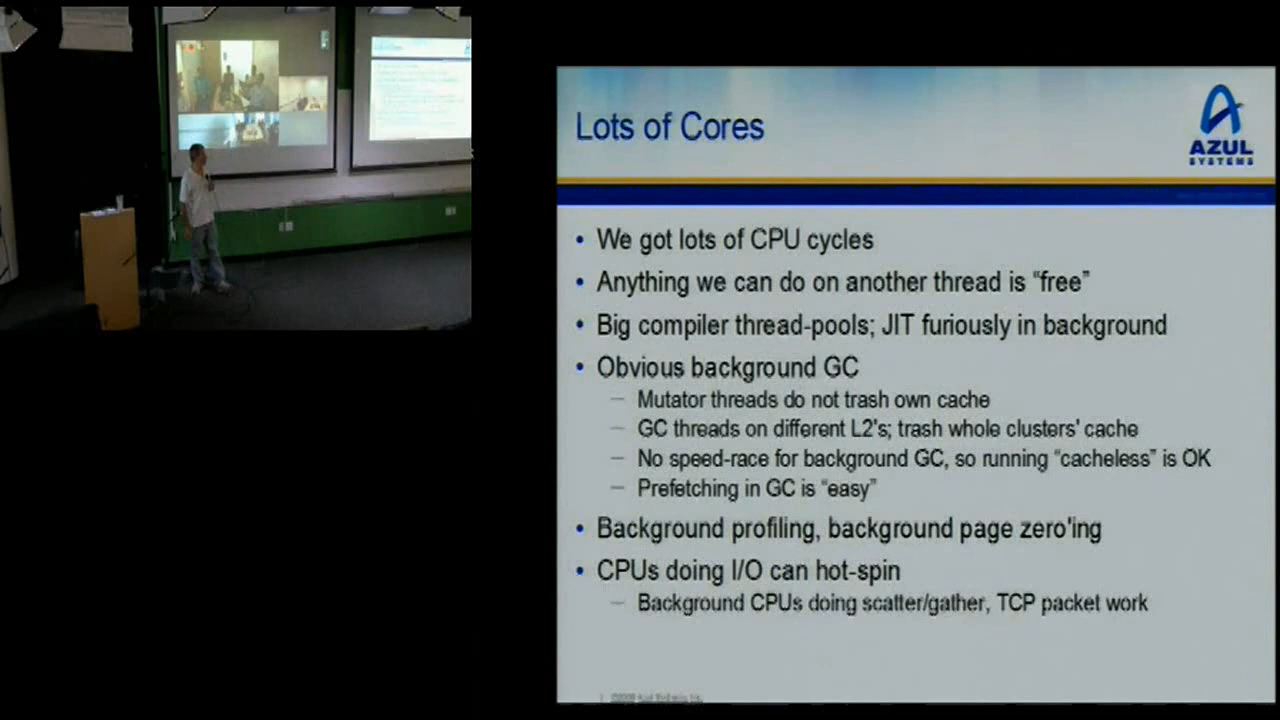 Lots of Cores
AZUL
SYSTEMS
• We got lots of CPU cycles
• Anything we can do on another thread is “free”
• Big compiler thread-pools; JIT furiously in background
• Obvious background GC
– Mutator threads do not trash own cache
– GC threads on different L2's; trash whole clusters' cache
– No speed-race for background GC, so running “cacheless” is OK
– Prefetching in GC is “easy”
• Background profiling, background page zero'ing
• CPUs doing I/O can hot-spin
– Background CPUs doing scatter/gather, TCP packet work